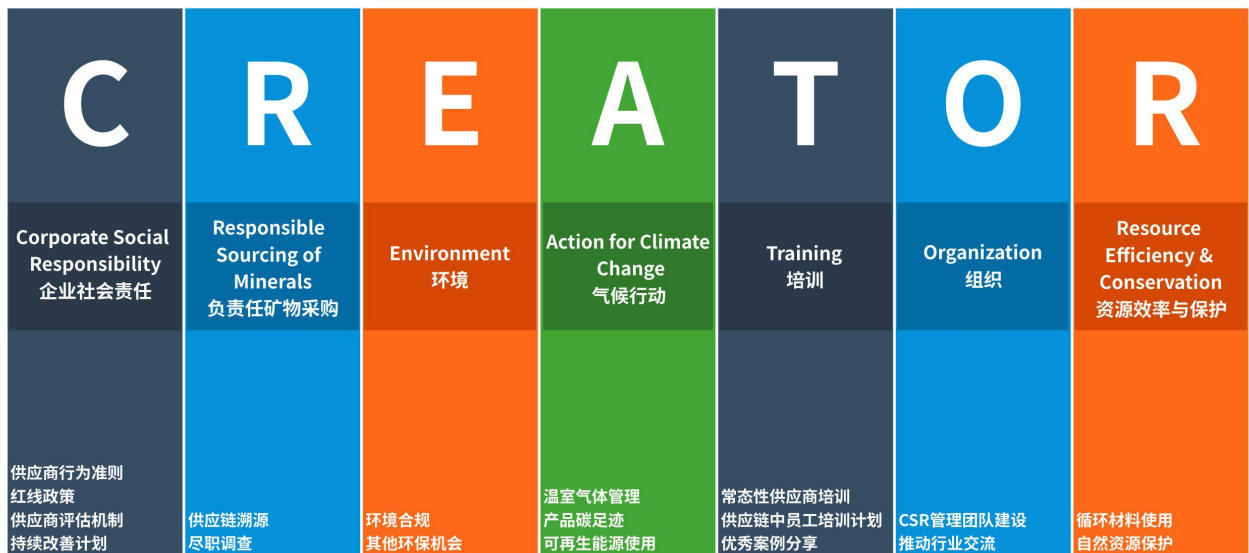 C
Corporate Social
Responsibility
企业社会责任
供应商行为准则
红线政策
供应商评估机制
持续改善计划
R
Responsible
Sourcing of
Minerals
负责任矿物采购
供应链溯源
尽职调查
E
Environment
环境
环境合规
其他环保机会
A
Action for Climate
Change
气候行动
温室气体管理
产品碳足迹
可再生能源使用
T
Training
培训
常态性供应商培训
供应链中员工培训计划
优秀案例分享
O
Organization
组织
CSR管理团队建设
推动行业交流
R
Resource
Efficiency &
Conservation
资源效率与保护
循环材料使用
自然资源保护